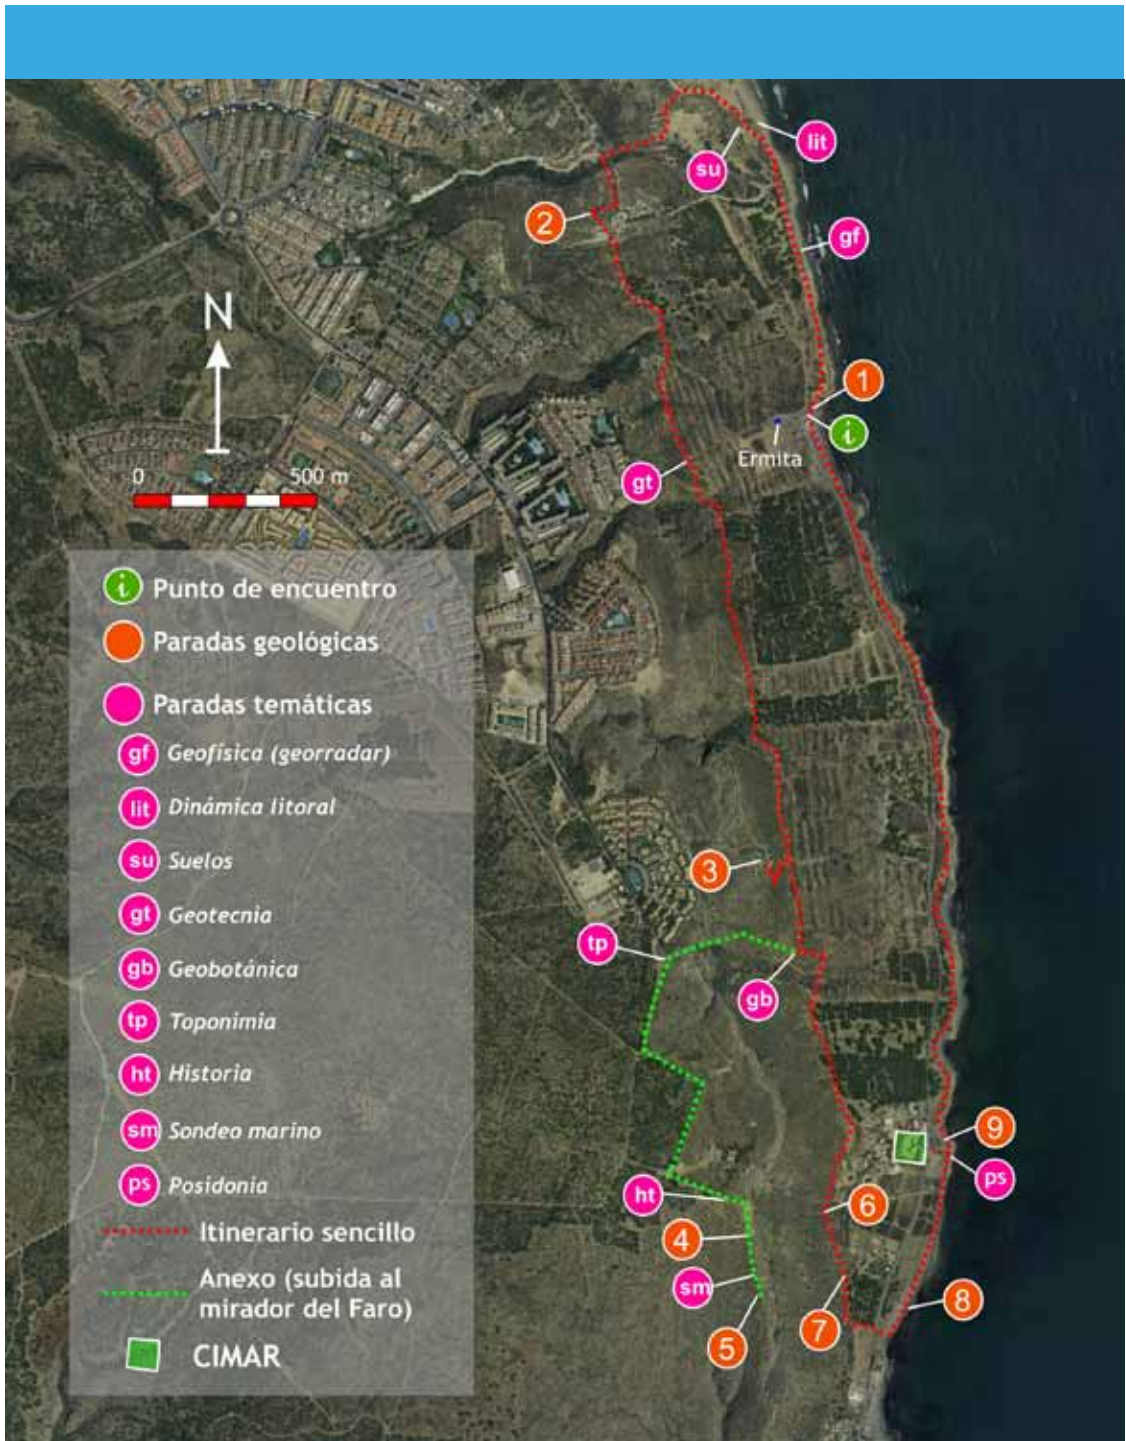 lit
su
2
gf
N
1
i
Ermita
0 500 m
gt
i Punto de encuentro
Paradas geológicas
Paradas temáticas
gf Geofísica (georradar)
lit Dinámica litoral
su Suelos
gt Geotecnia
gb Geobotánica
tp Toponimia
ht Historia
sm Sondeo marino
ps Posidonia
Itinerario sencillo
Anexo (subida al
mirador del Faro)
CIMAR
3
tp
gb
9
ps
ht
6
4
sm
8
7
5